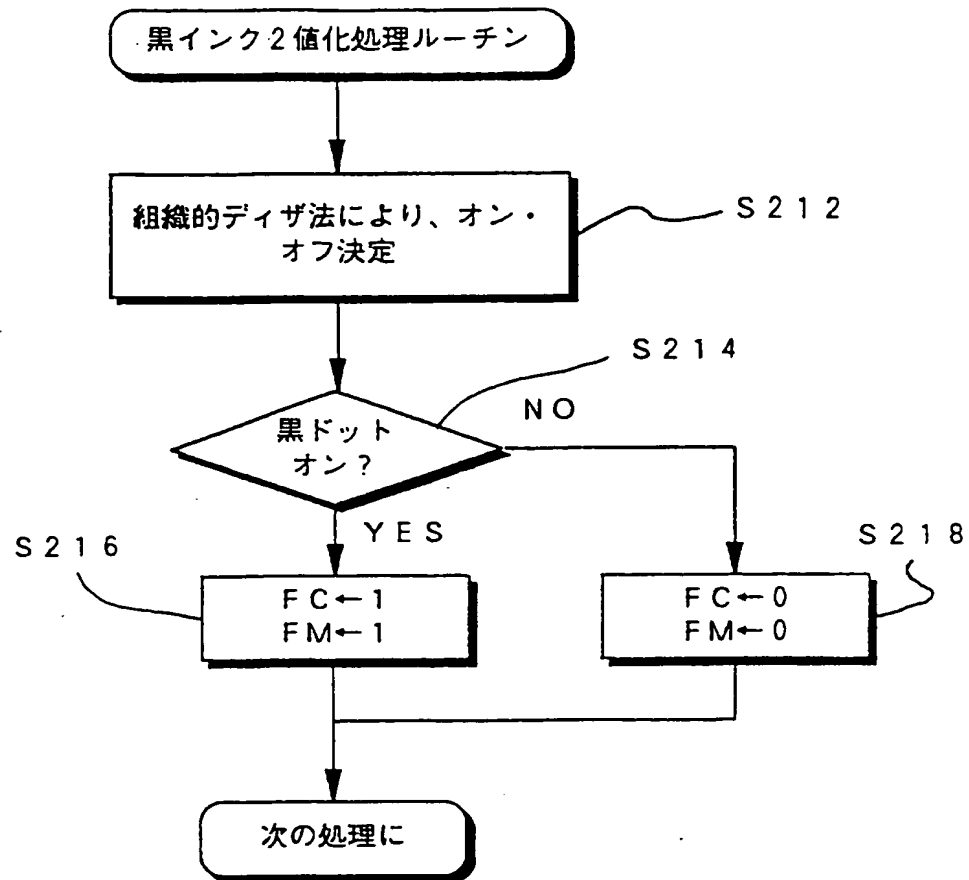 黒インク2値化処理ルーチン
組織的ディザ法により、オン・
オフ決定
S212
S214
黒ドット
オン?
NO
YES
S216
FC←1
FM←1
S218
FC←0
FM←0
次の処理に